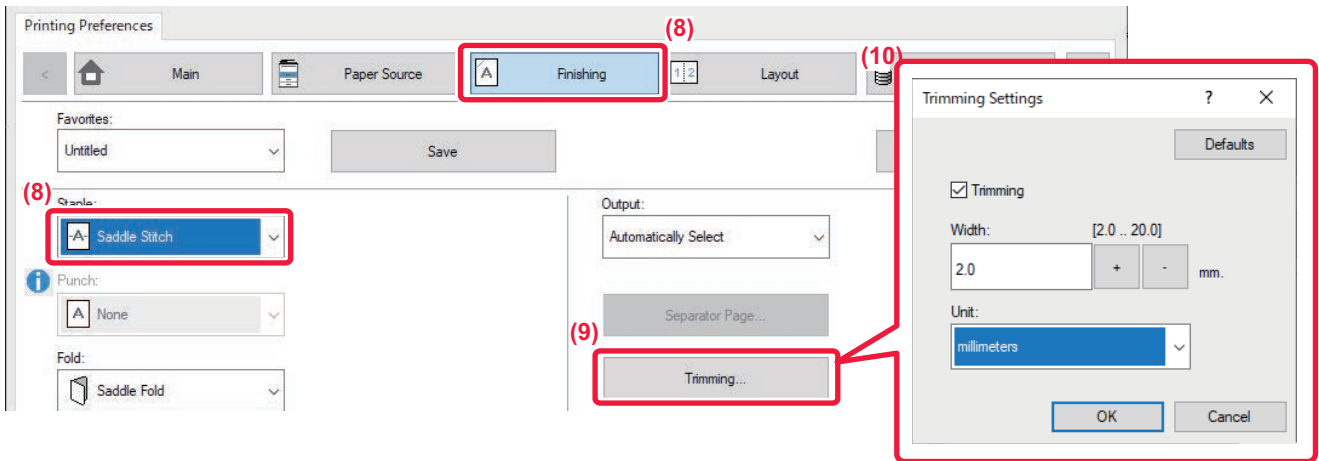 Printing Preferences
(8)
< Main Paper Source A Finishing 1 2 Layout
(10)
Favorites:
Untitled
Save
(8)
Staple:
-A- Saddle Stitch
Punch:
A None
Fold:
Saddle Fold
Output:
Automatically Select
Separator Page...
(9)
Trimming...
Trimming Settings ? X
Defaults
Trimming
Width: [2.0 .. 20.0]
2.0 + - mm.
Unit:
millimeters
OK Cancel